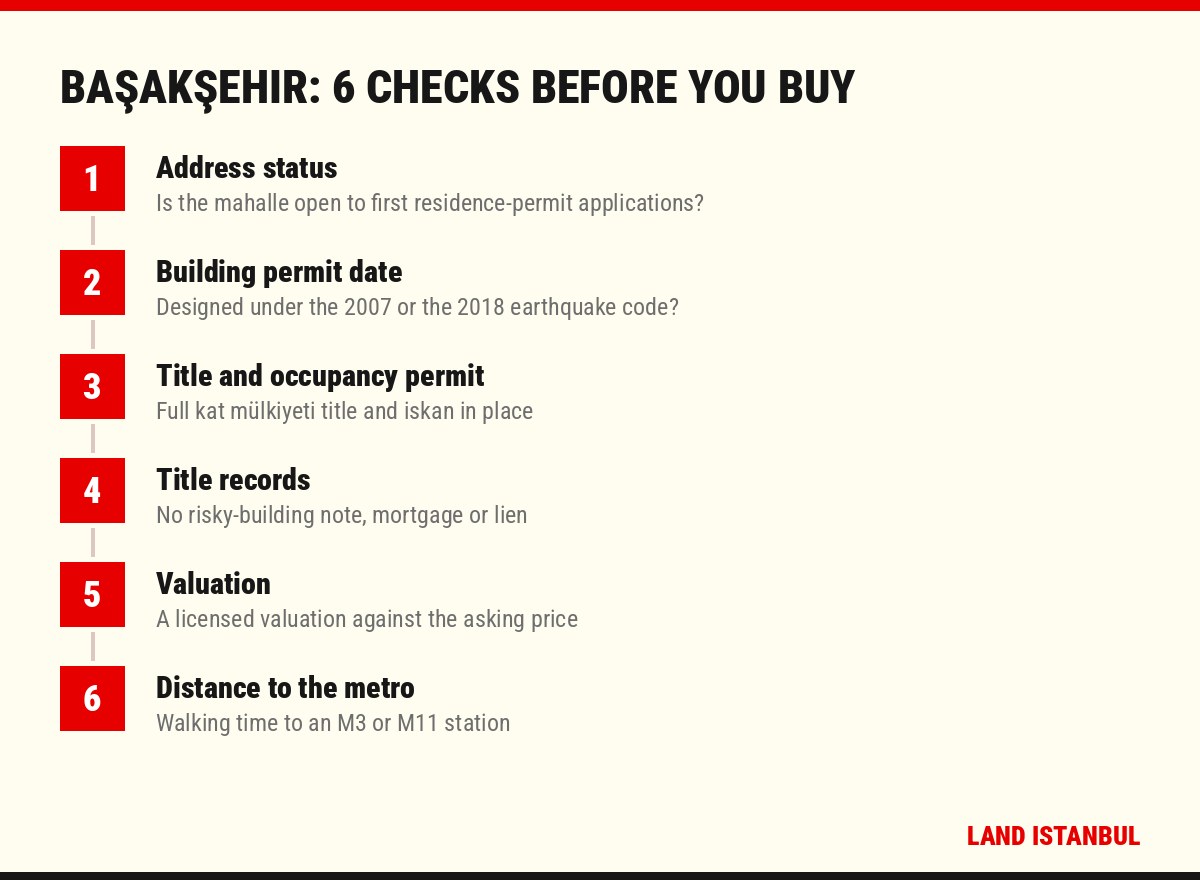 BAŞAKŞEHIR: 6 CHECKS BEFORE YOU BUY
1
Address status
Is the mahalle open to first residence-permit applications?
2
Building permit date
Designed under the 2007 or the 2018 earthquake code?
3
Title and occupancy permit
Full kat mülkiyeti title and iskan in place
4
Title records
No risky-building note, mortgage or lien
5
Valuation
A licensed valuation against the asking price
6
Distance to the metro
Walking time to an M3 or M11 station
LAND ISTANBUL